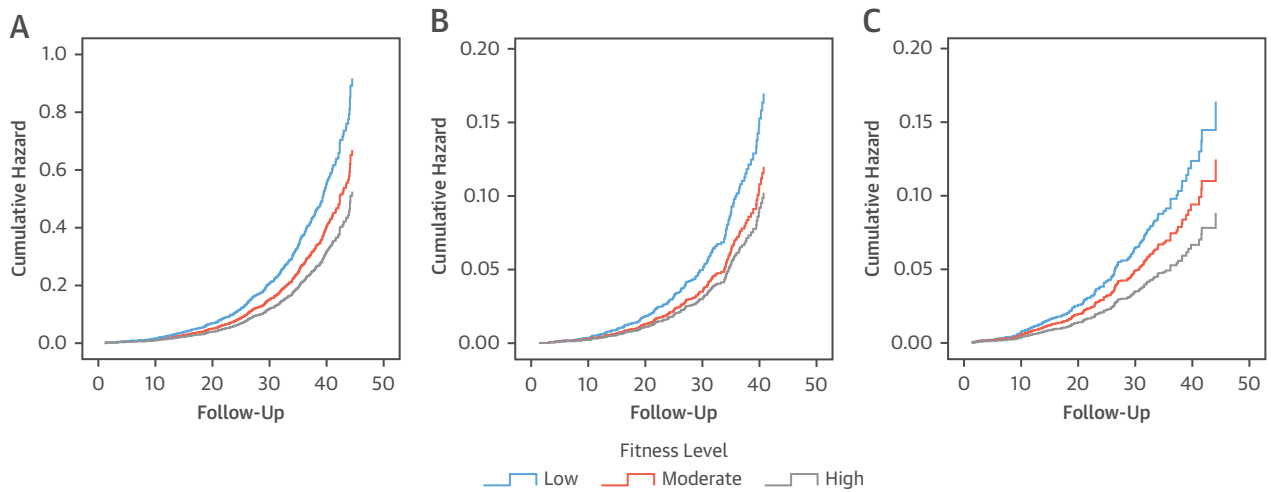 A
B
C
Cumulative Hazard
1.0
0.8
0.6
0.4
0.2
0.0
0 10 20 30 40 50
Follow-Up
Cumulative Hazard
0.20
0.15
0.10
0.05
0.00
0 10 20 30 40 50
Follow-Up
Cumulative Hazard
0.20
0.15
0.10
0.05
0.00
0 10 20 30 40 50
Follow-Up
Fitness Level
Low Moderate High